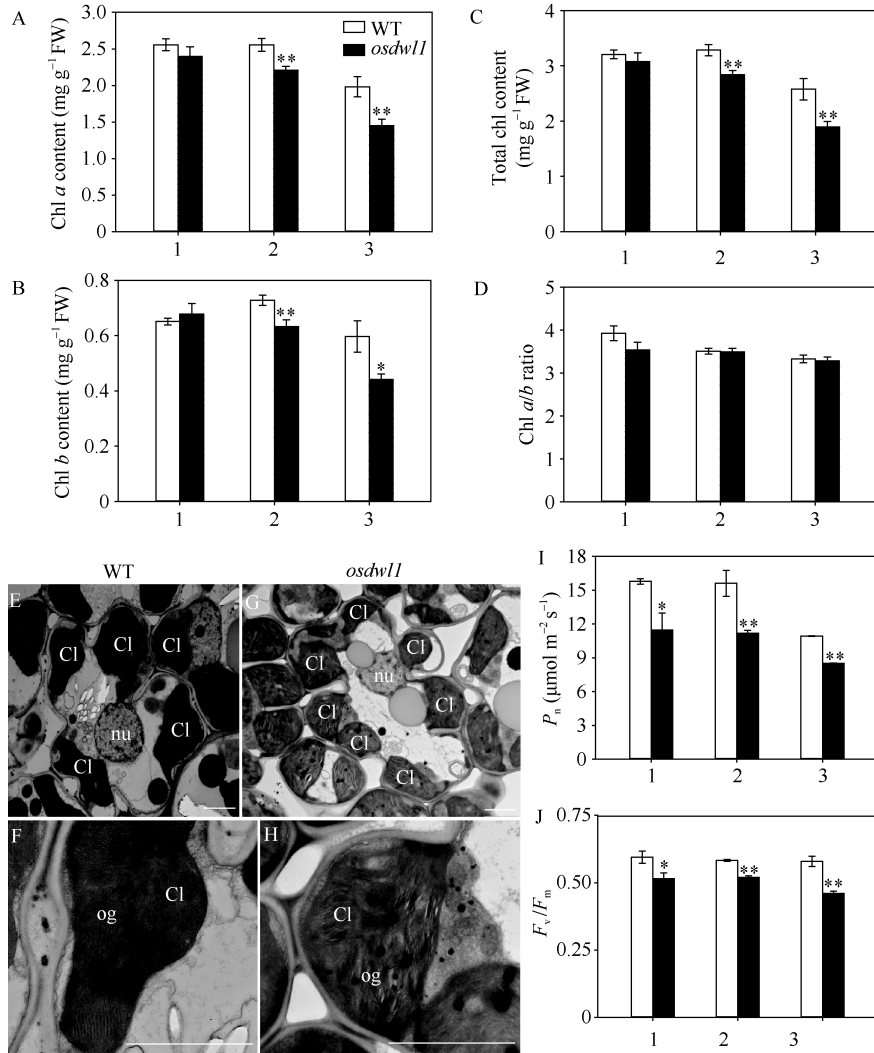 A
3.0
2.5
2.0
1.5
1.0
0.5
0
Chl a content (mg g⁻¹ FW)
WT
osdwl1
**
**
1 2 3
C
4
3
2
1
0
Total chl content
(mg g⁻¹ FW)
**
**
1 2 3
B
0.8
0.6
0.4
0.2
0
Chl b content (mg g⁻¹ FW)
**
*
1 2 3
D
5
4
3
2
1
0
Chl a/b ratio
1 2 3
WT
osdwl1
E
Cl
Cl
Cl
Cl
nu
Cl
G
Cl
Cl
Cl
nu
Cl
Cl
Cl
Cl
Cl
F
Cl
og
H
Cl
og
I
18
15
12
9
6
3
0
Pn (μmol m⁻² s⁻¹)
*
**
**
1 2 3
J
0.75
0.50
0.25
0
Fv/Fm
*
**
**
1 2 3